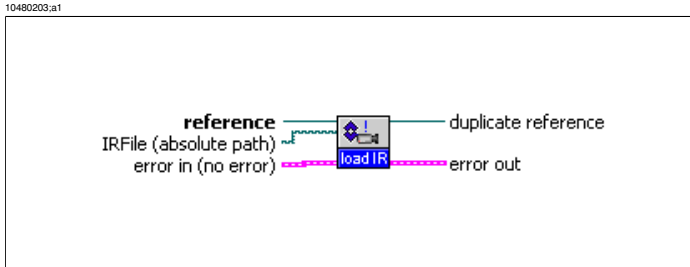 10480203;a1
reference
duplicate reference
IRFile (absolute path)
load IR
error in (no error)
error out